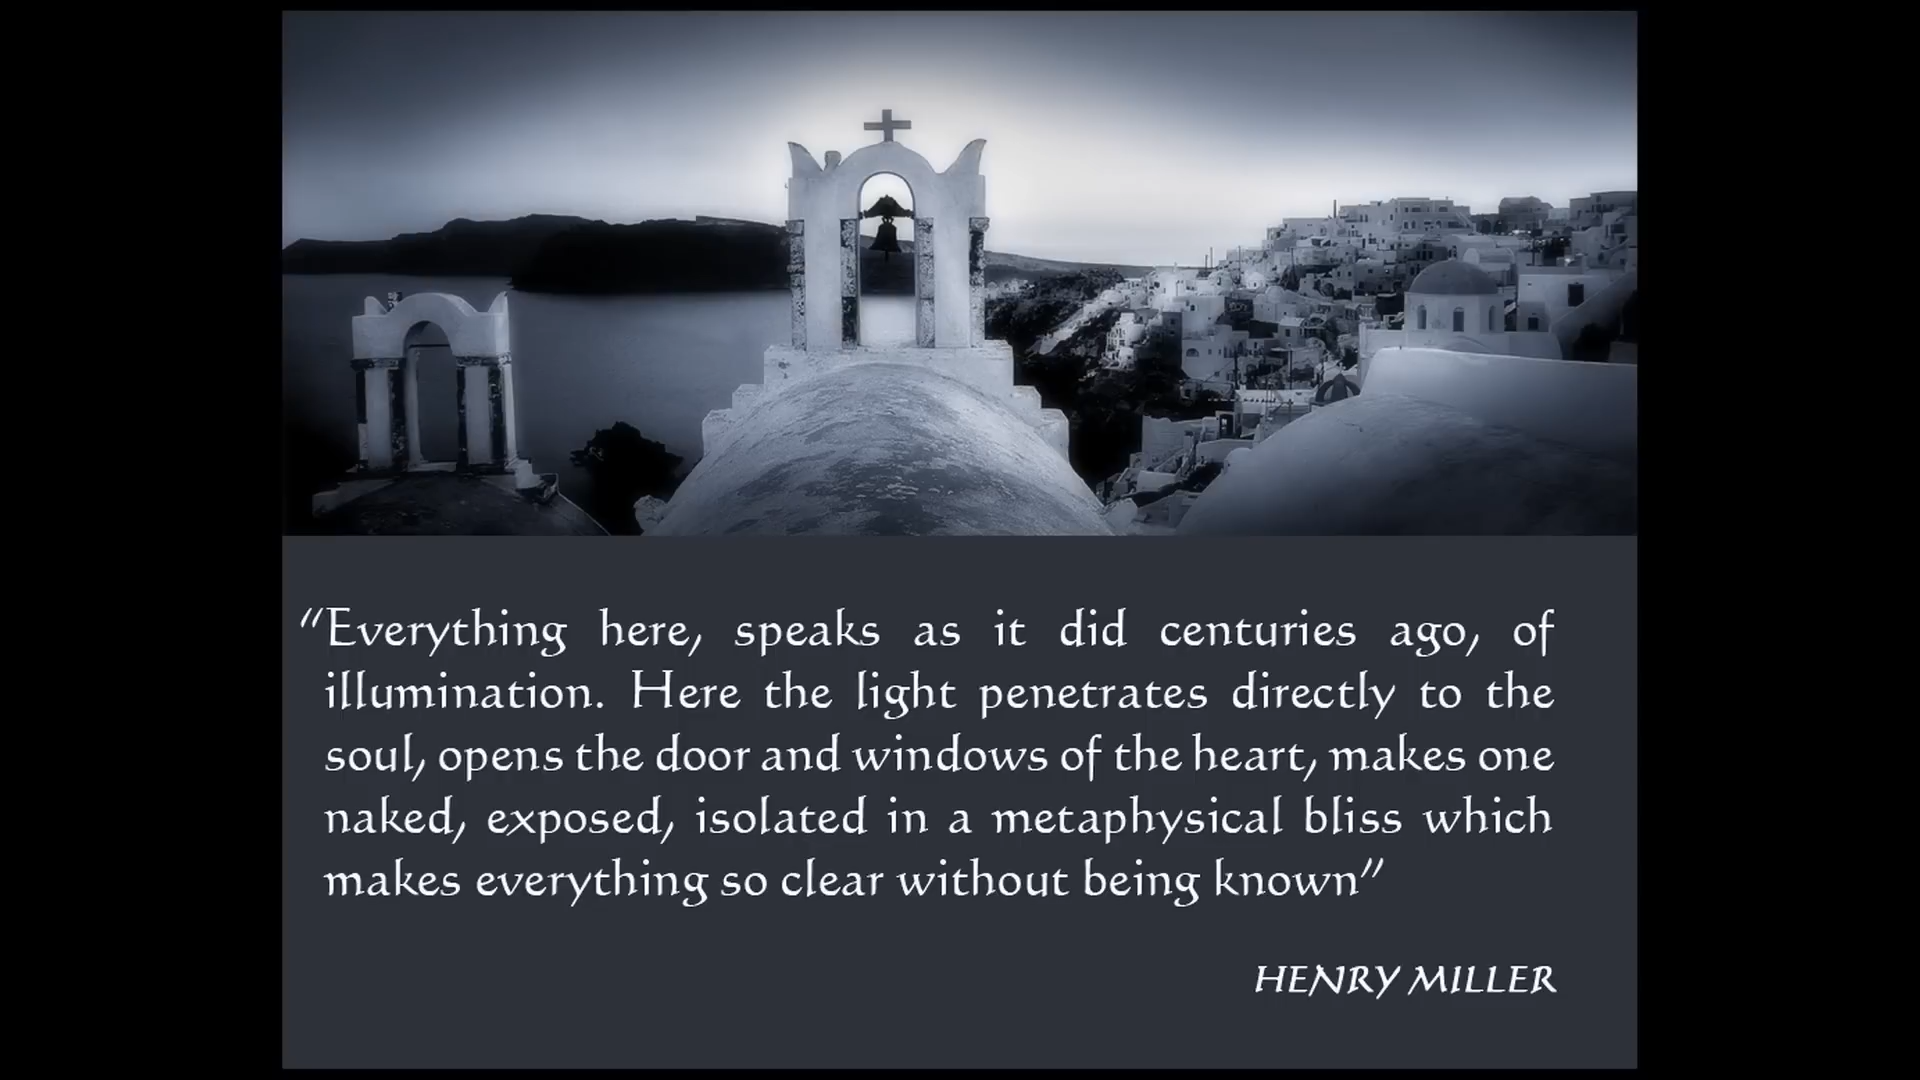 “Everything here, speaks as it did centuries ago, of
illumination. Here the light penetrates directly to the
soul, opens the door and windows of the heart, makes one
naked, exposed, isolated in a metaphysical bliss which
makes everything so clear without being known”
HENRY MILLER